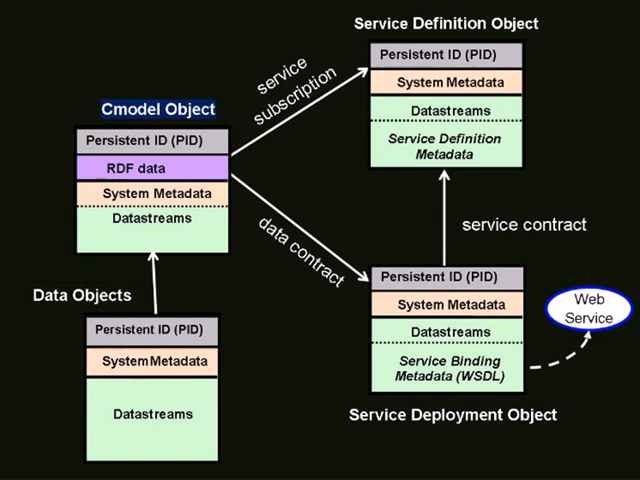 Service Definition Object
Persistent ID (PID)
System Metadata
Datastreams
Service Definition
Metadata
service
subscription
Cmodel Object
Persistent ID (PID)
RDF data
System Metadata
Datastreams
data contract
service contract
Data Objects
Persistent ID (PID)
System Metadata
Datastreams
Persistent ID (PID)
System Metadata
Datastreams
Service Binding
Metadata (WSDL)
Service Deployment Object
Web
Service